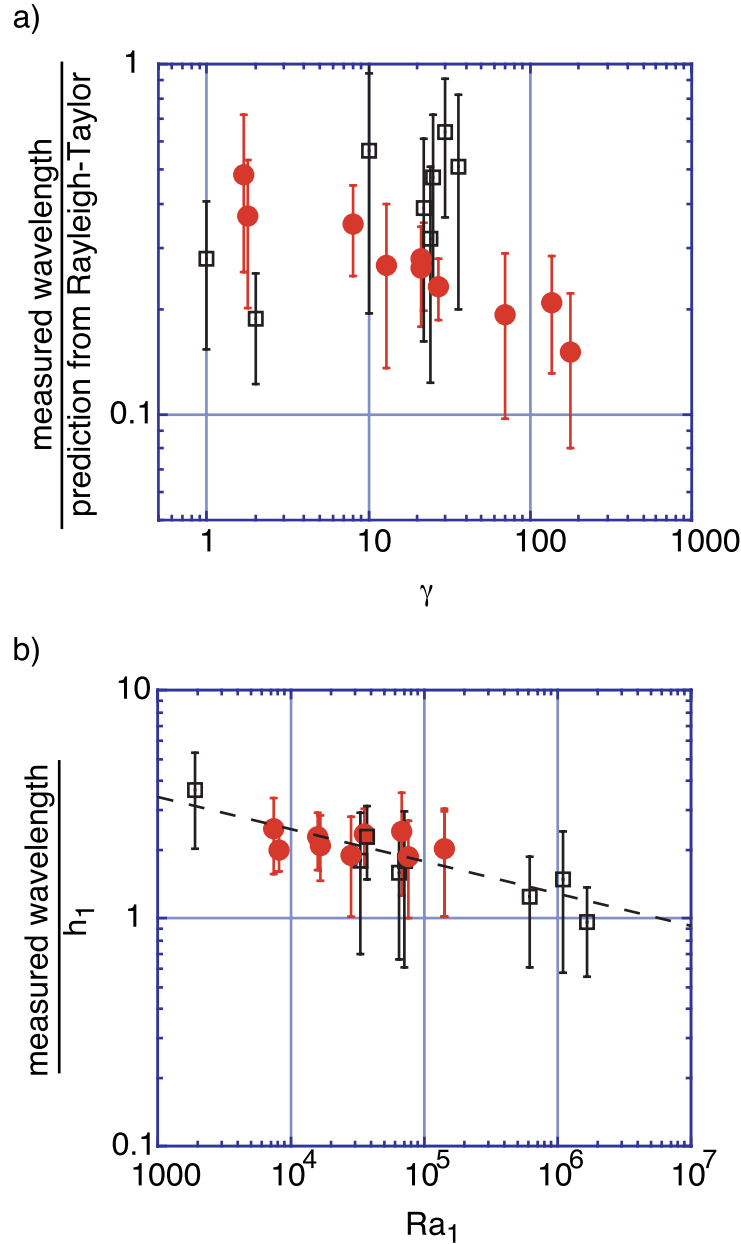 a)
measured wavelength
prediction from Rayleigh-Taylor
1
0.1
1
10
100
1000
γ
b)
measured wavelength
h1
10
1
0.1
1000
10^4
10^5
10^6
10^7
Ra1